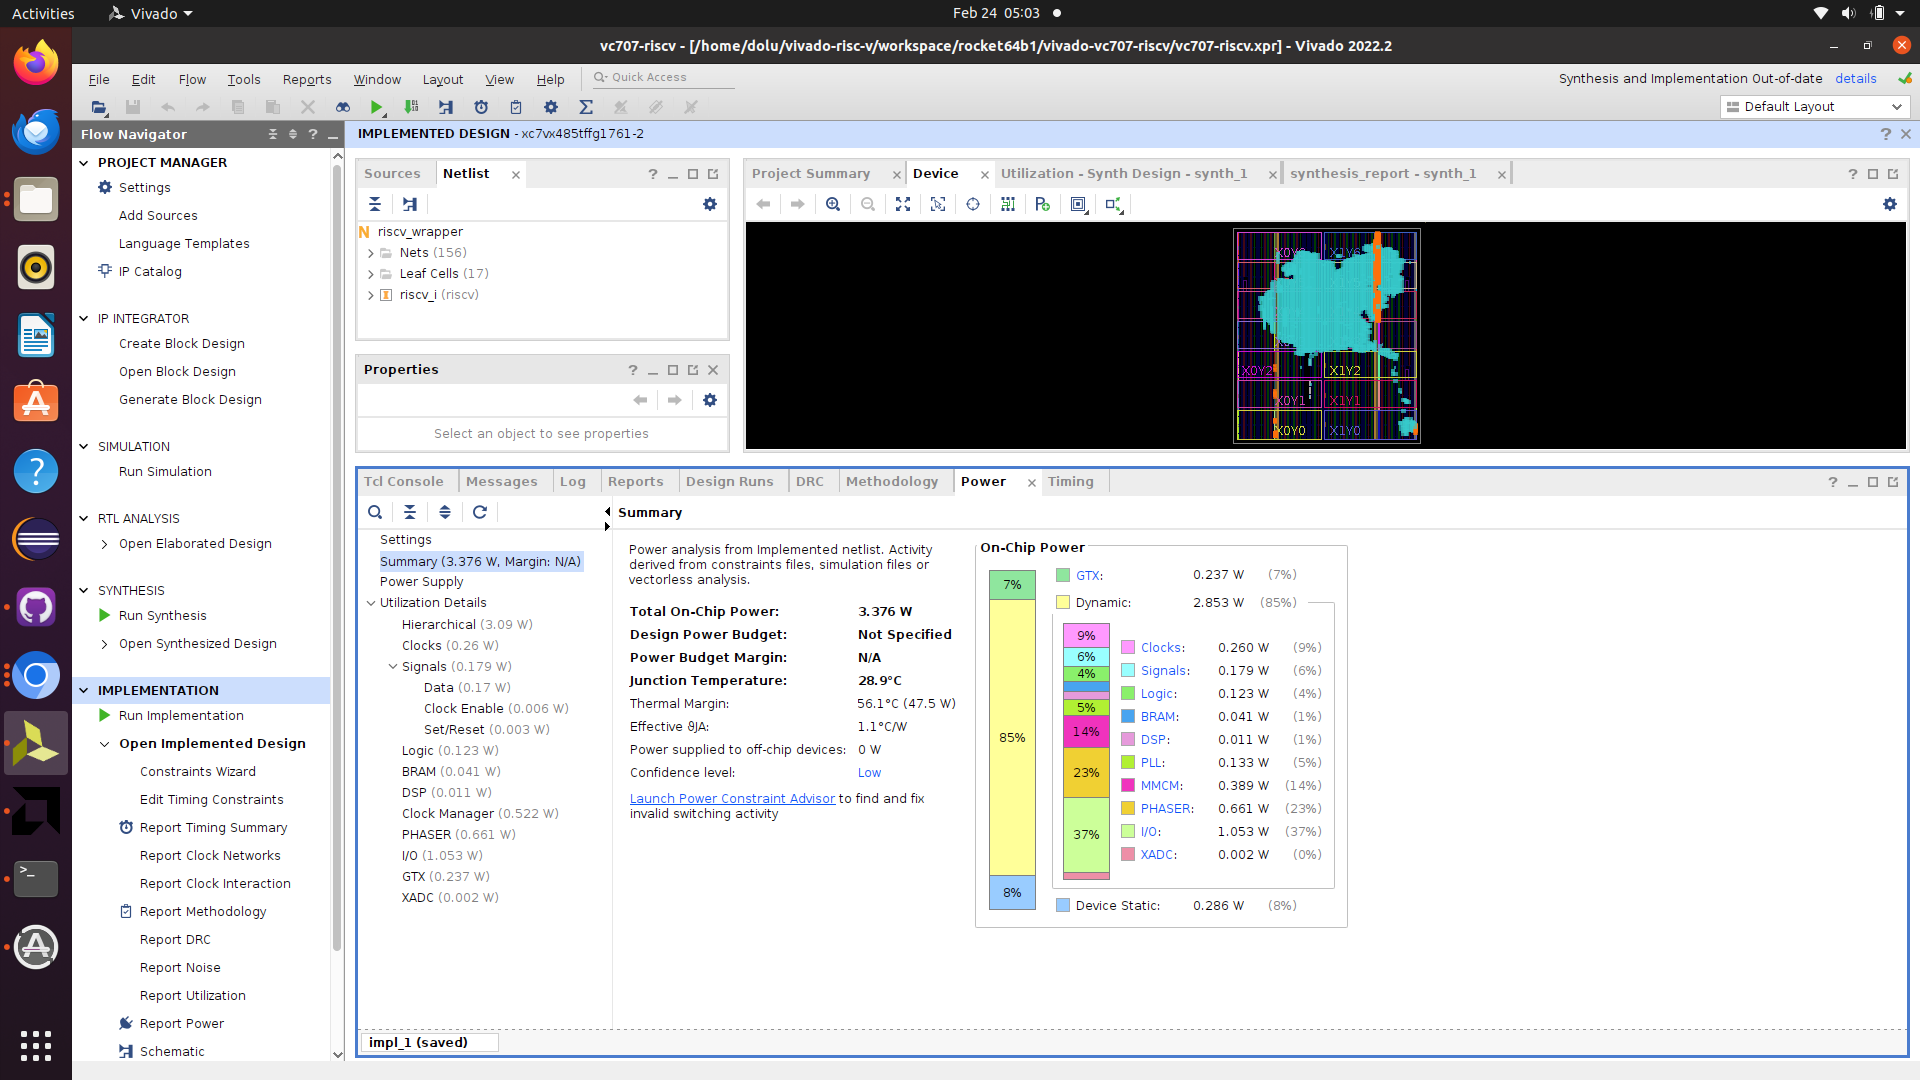 Activities
Vivado
Feb 24  05:03
vc707-riscv - [/home/dolu/vivado-risc-v/workspace/rocket64b1/vivado-vc707-riscv/vc707-riscv.xpr] - Vivado 2022.2
File Edit Flow Tools Reports Window Layout View Help
Quick Access
Synthesis and Implementation Out-of-date details
Default Layout
Flow Navigator
PROJECT MANAGER
Settings
Add Sources
Language Templates
IP Catalog
IP INTEGRATOR
Create Block Design
Open Block Design
Generate Block Design
SIMULATION
Run Simulation
RTL ANALYSIS
Open Elaborated Design
SYNTHESIS
Run Synthesis
Open Synthesized Design
IMPLEMENTATION
Run Implementation
Open Implemented Design
Constraints Wizard
Edit Timing Constraints
Report Timing Summary
Report Clock Networks
Report Clock Interaction
Report Methodology
Report DRC
Report Noise
Report Utilization
Report Power
Schematic
IMPLEMENTED DESIGN - xc7vx485tffg1761-2
Sources Netlist
N riscv_wrapper
Nets (156)
Leaf Cells (17)
riscv_i (riscv)
Properties
Select an object to see properties
Project Summary Device Utilization - Synth Design - synth_1 synthesis_report - synth_1
X1Y6
X0Y2 X1Y2
X0Y1 X1Y1
X0Y0 X1Y0
Tcl Console Messages Log Reports Design Runs DRC Methodology Power Timing
Settings
Summary (3.376 W, Margin: N/A)
Power Supply
Utilization Details
Hierarchical (3.09 W)
Clocks (0.26 W)
Signals (0.179 W)
Data (0.17 W)
Clock Enable (0.006 W)
Set/Reset (0.003 W)
Logic (0.123 W)
BRAM (0.041 W)
DSP (0.011 W)
Clock Manager (0.522 W)
PHASER (0.661 W)
I/O (1.053 W)
GTX (0.237 W)
XADC (0.002 W)
Summary
Power analysis from Implemented netlist. Activity
derived from constraints files, simulation files or
vectorless analysis.
Total On-Chip Power: 3.376 W
Design Power Budget: Not Specified
Power Budget Margin: N/A
Junction Temperature: 28.9°C
Thermal Margin: 56.1°C (47.5 W)
Effective ϑJA: 1.1°C/W
Power supplied to off-chip devices: 0 W
Confidence level: Low
Launch Power Constraint Advisor to find and fix
invalid switching activity
On-Chip Power
7%
85%
8%
GTX: 0.237 W (7%)
Dynamic: 2.853 W (85%)
9%
6%
4%
5%
14%
23%
37%
Clocks: 0.260 W (9%)
Signals: 0.179 W (6%)
Logic: 0.123 W (4%)
BRAM: 0.041 W (1%)
DSP: 0.011 W (1%)
PLL: 0.133 W (5%)
MMCM: 0.389 W (14%)
PHASER: 0.661 W (23%)
I/O: 1.053 W (37%)
XADC: 0.002 W (0%)
Device Static: 0.286 W (8%)
impl_1 (saved)